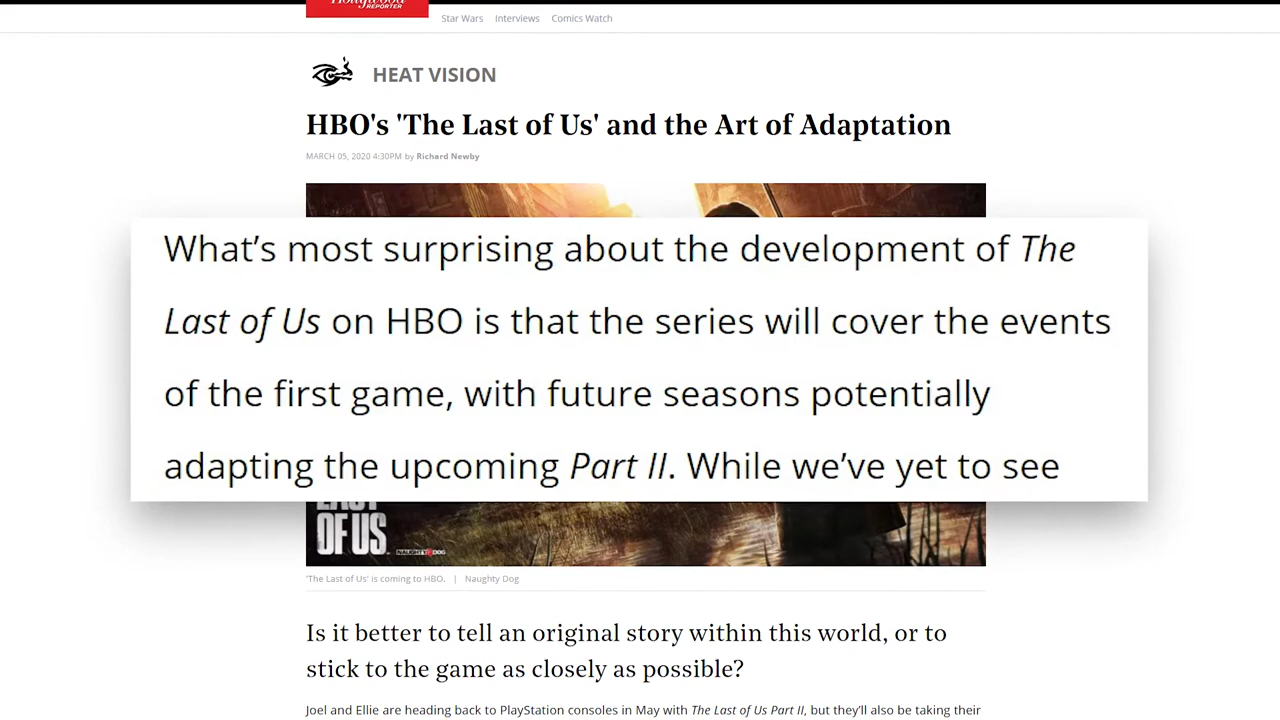 Hollywood
REPORTER
Star Wars Interviews Comics Watch
HEAT VISION
HBO's 'The Last of Us' and the Art of Adaptation
MARCH 05, 2020 4:30PM by Richard Newby
What's most surprising about the development of The
Last of Us on HBO is that the series will cover the events
of the first game, with future seasons potentially
adapting the upcoming Part II. While we've yet to see
LAST
OF US
NAUGHTY DOG
'The Last of Us' is coming to HBO. | Naughty Dog
Is it better to tell an original story within this world, or to
stick to the game as closely as possible?
Joel and Ellie are heading back to PlayStation consoles in May with The Last of Us Part II, but they'll also be taking their